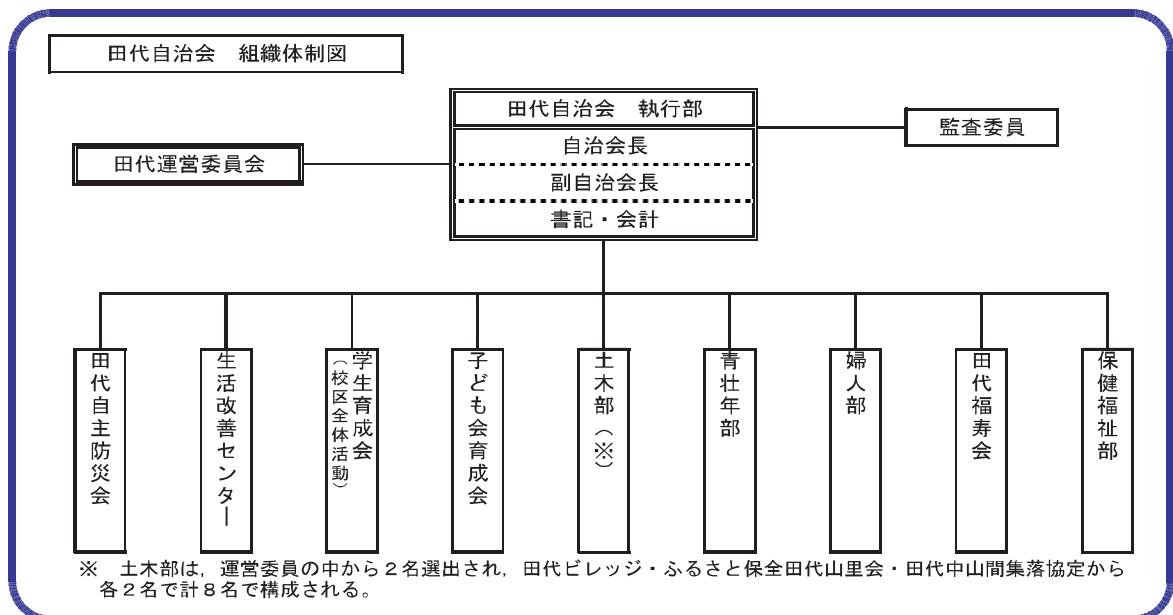 田代自治会　組織体制図
田代自治会　執行部
自治会長
副自治会長
書記・会計
監査委員
田代運営委員会
田代自主防災会
生活改善センター
学生育成会
（校区全体活動）
子ども会育成会
土木部（※）
青壮年部
婦人部
田代福寿会
保健福祉部
※　土木部は，運営委員の中から２名選出され，田代ビレッジ・ふるさと保全田代山里会・田代中山間集落協定から
各２名で計８名で構成される。